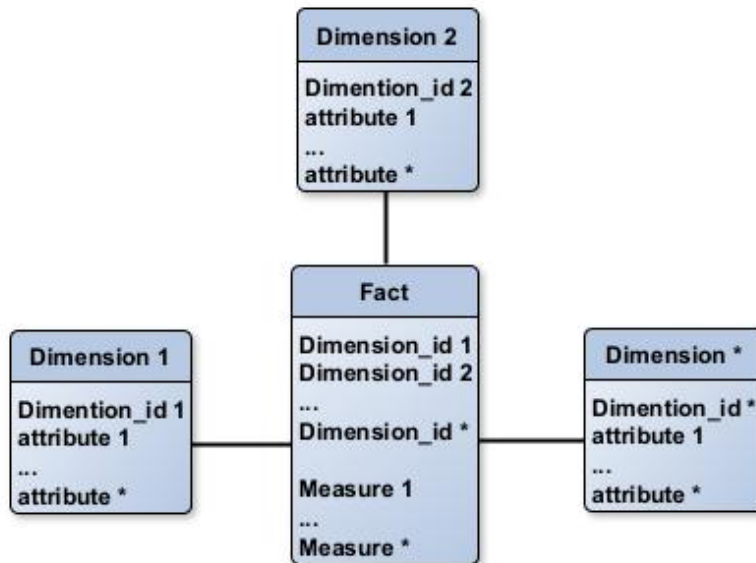 Dimension 2
Dimention_id 2
attribute 1
...
attribute *
Fact
Dimension_id 1
Dimension_id 2
...
Dimension_id *
Measure 1
...
Measure *
Dimension 1
Dimention_id 1
attribute 1
...
attribute *
Dimension *
Dimention_id *
attribute 1
...
attribute *